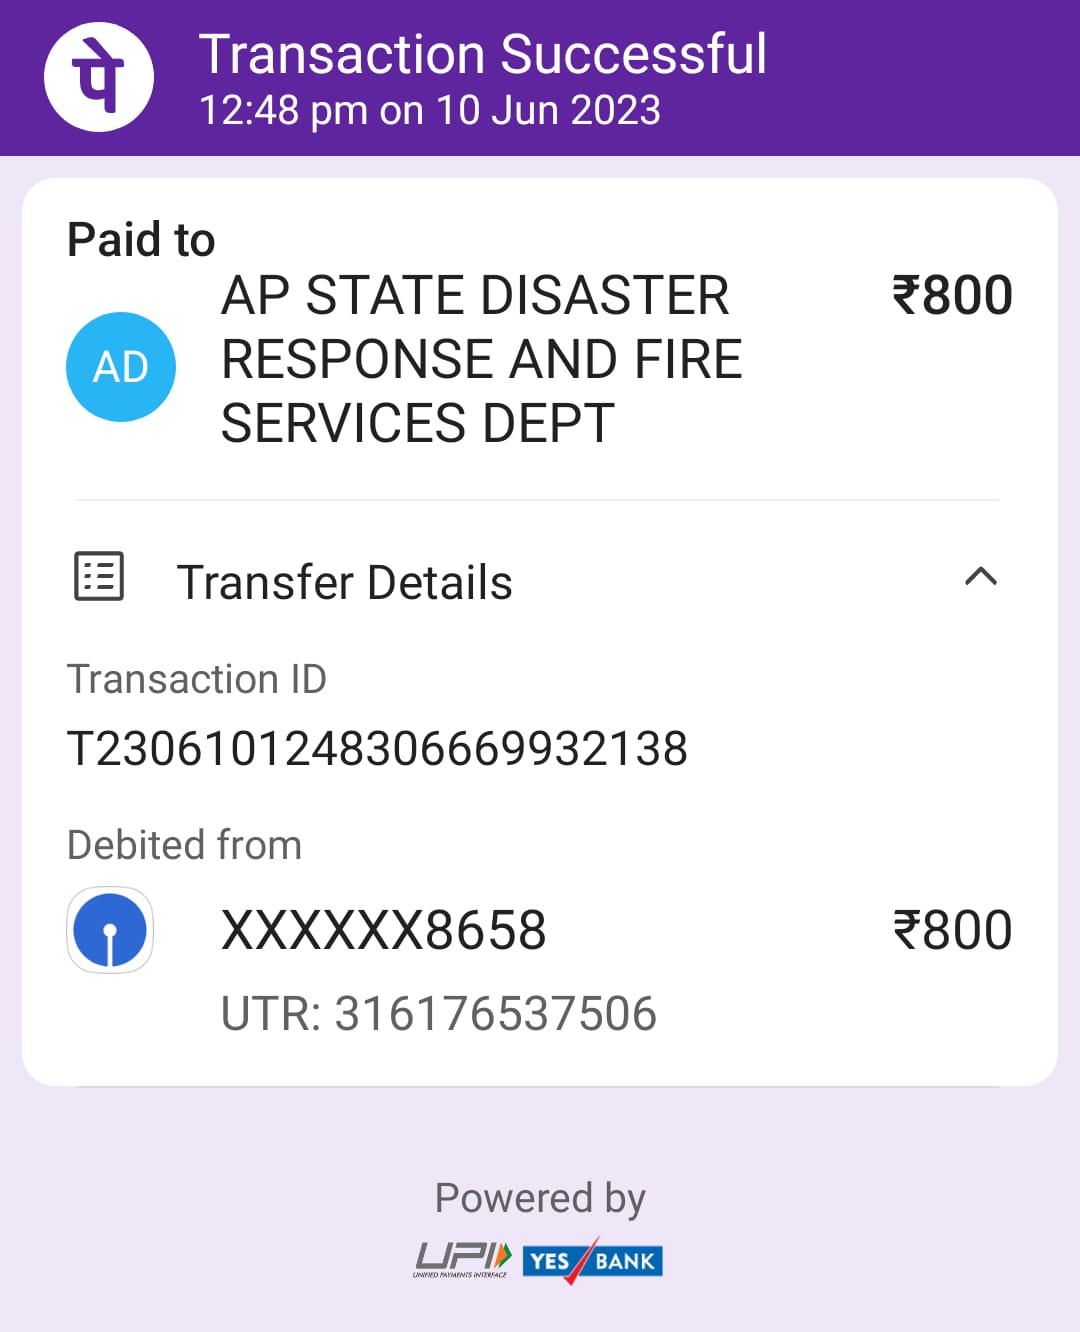 पे
Transaction Successful
12:48 pm on 10 Jun 2023
Paid to
AD
AP STATE DISASTER
RESPONSE AND FIRE
SERVICES DEPT
₹800
Transfer Details
Transaction ID
T2306101248306669932138
Debited from
XXXXXX8658
₹800
UTR: 316176537506
Powered by
UPI
UNIFIED PAYMENTS INTERFACE
YES BANK